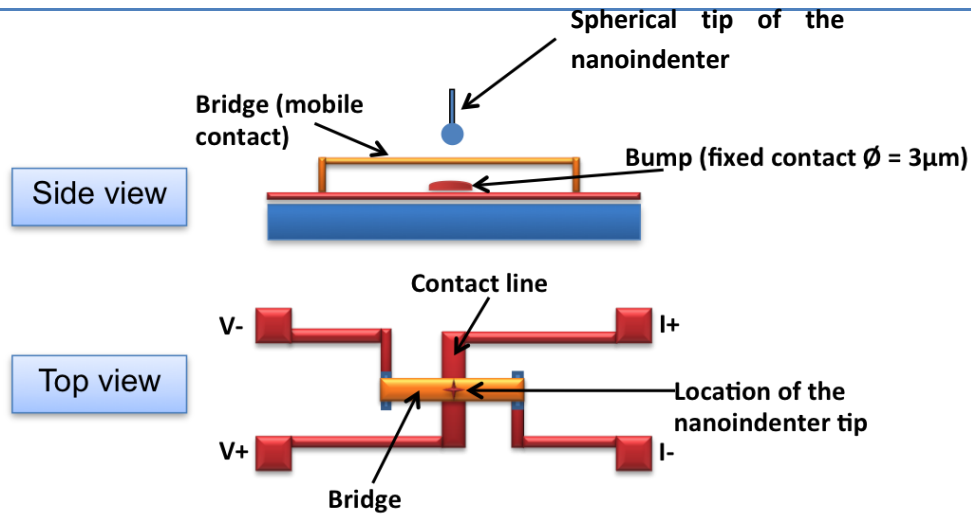 Spherical tip of the
nanoindenter
Bridge (mobile
contact)
Bump (fixed contact Ø = 3µm)
Side view
Contact line
V-
I+
Top view
Location of the
nanoindenter tip
V+
I-
Bridge